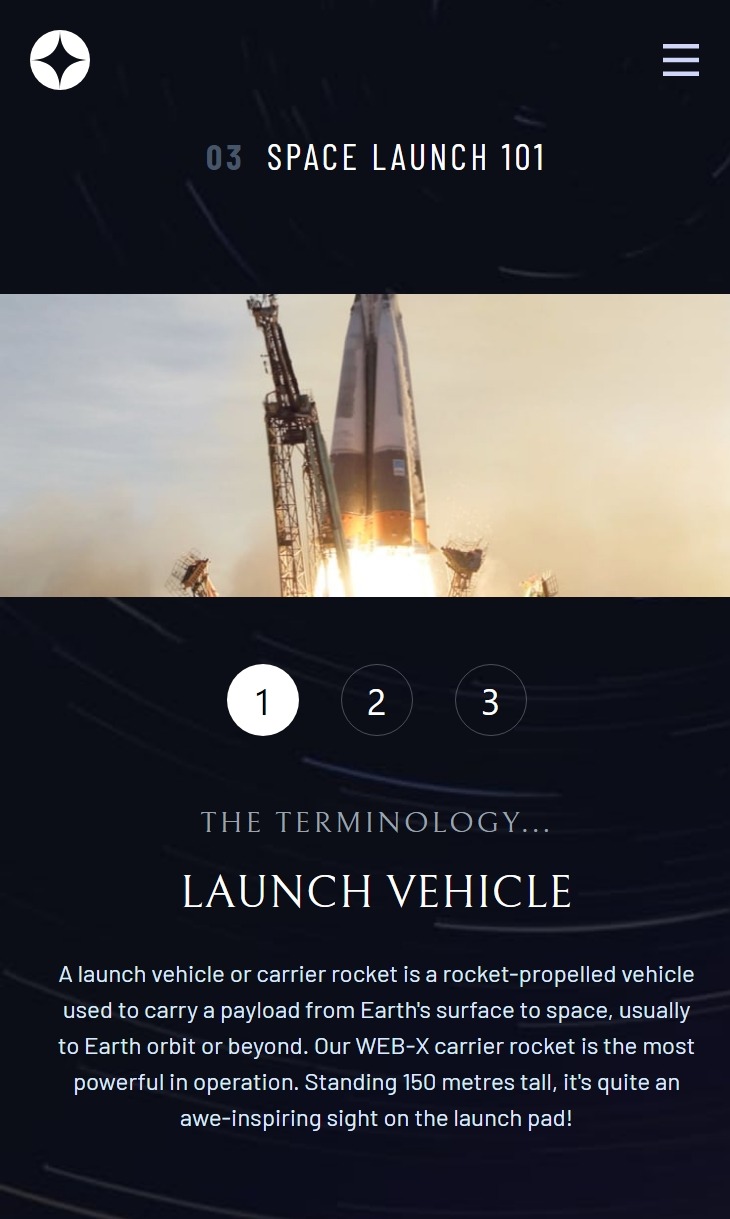 03 SPACE LAUNCH 101
1 2 3
THE TERMINOLOGY...
LAUNCH VEHICLE
A launch vehicle or carrier rocket is a rocket-propelled vehicle
used to carry a payload from Earth's surface to space, usually
to Earth orbit or beyond. Our WEB-X carrier rocket is the most
powerful in operation. Standing 150 metres tall, it's quite an
awe-inspiring sight on the launch pad!